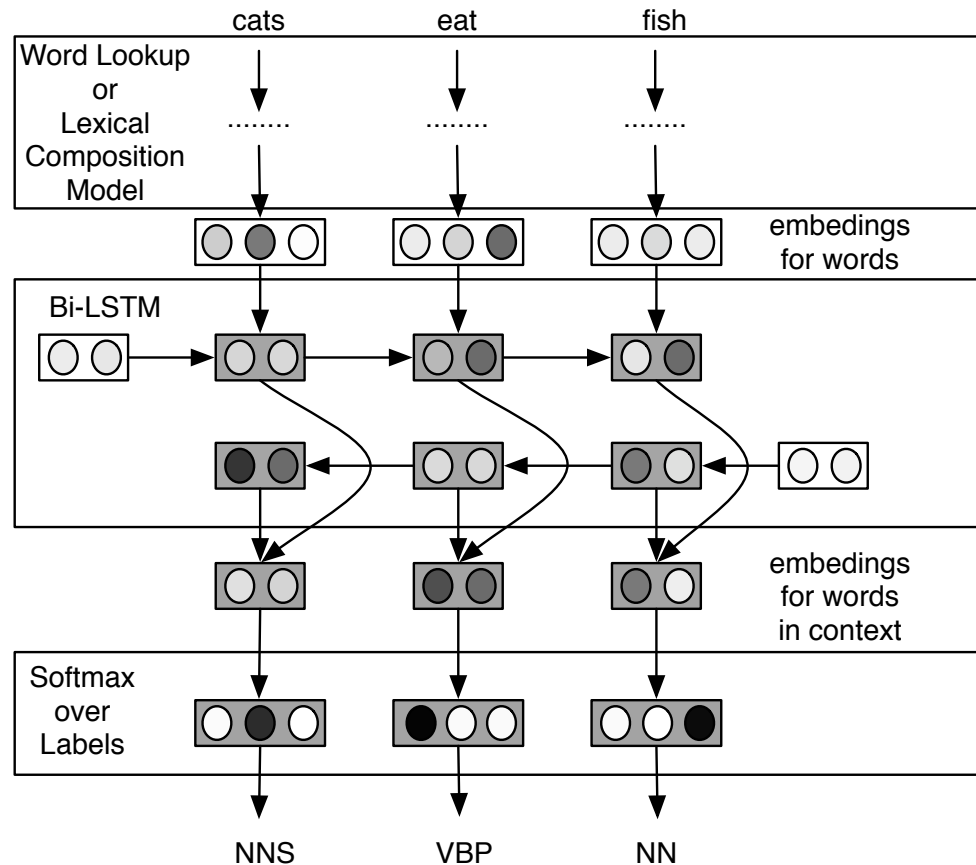 cats eat fish
Word Lookup
or
Lexical
Composition
Model
........ ........ ........
embedings
for words
Bi-LSTM
embedings
for words
in context
Softmax
over
Labels
NNS VBP NN